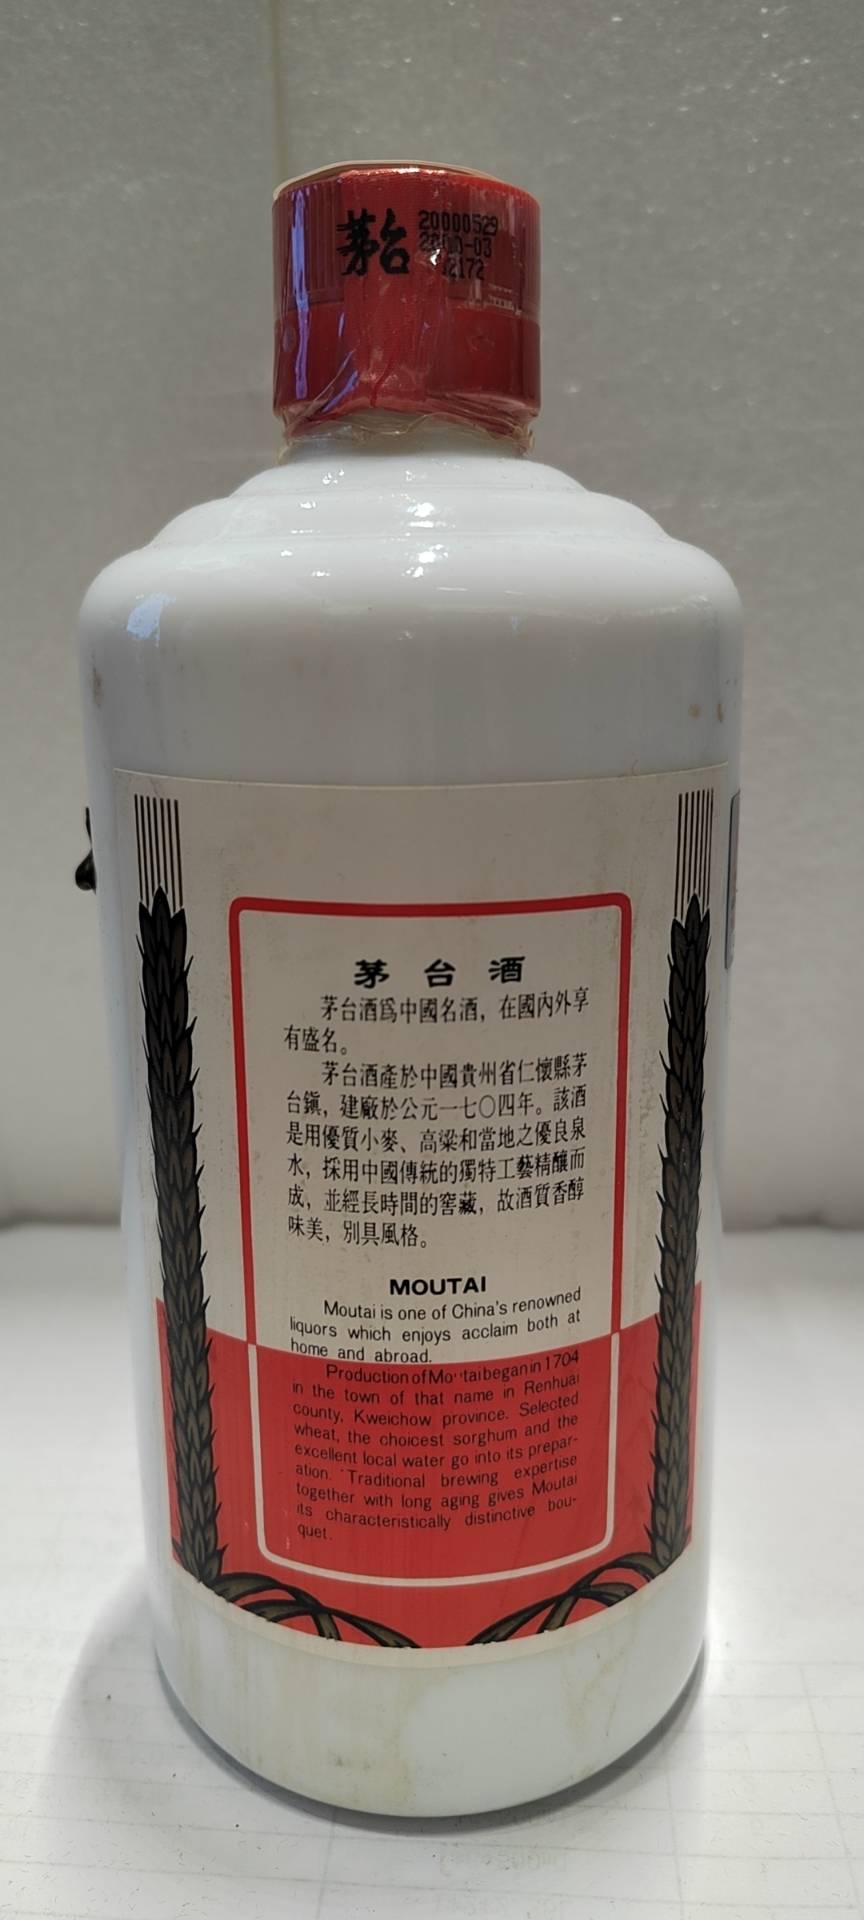 茅台
20000529
2000-03
02172
茅台酒
茅台酒爲中國名酒，在國內外享
有盛名。
茅台酒產於中國貴州省仁懷縣茅
台鎮，建廠於公元一七〇四年。該酒
是用優質小麥、高粱和當地之優良泉
水，採用中國傳統的獨特工藝精釀而
成，並經長時間的窖藏，故酒質香醇
味美，別具風格。
MOUTAI
Moutai is one of China's renowned
liquors which enjoys acclaim both at
home and abroad.
Production of Moutai began in 1704
in the town of that name in Renhuai
county, Kweichow province. Selected
wheat, the choicest sorghum and the
excellent local water go into its prepar-
ation. Traditional brewing expertise
together with long aging gives Moutai
its characteristically distinctive bou-
quet.